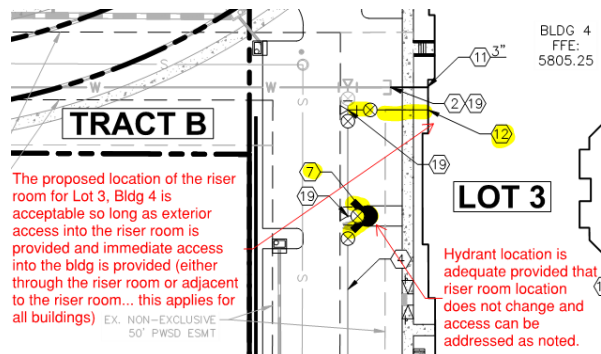 BLDG 4
FFE:
5805.25
11 3"
W
W
S
2 19
TRACT B
12
19
7
19
LOT 3
The proposed location of the riser
room for Lot 3, Bldg 4 is
acceptable so long as exterior
access into the riser room is
provided and immediate access
into the bldg is provided (either
through the riser room or adjacent
to the riser room... this applies for
all buildings)
S
S
4
Hydrant location is
adequate provided that
riser room location
does not change and
access can be
addressed as noted.
EX. NON-EXCLUSIVE
50' PWSD ESMT